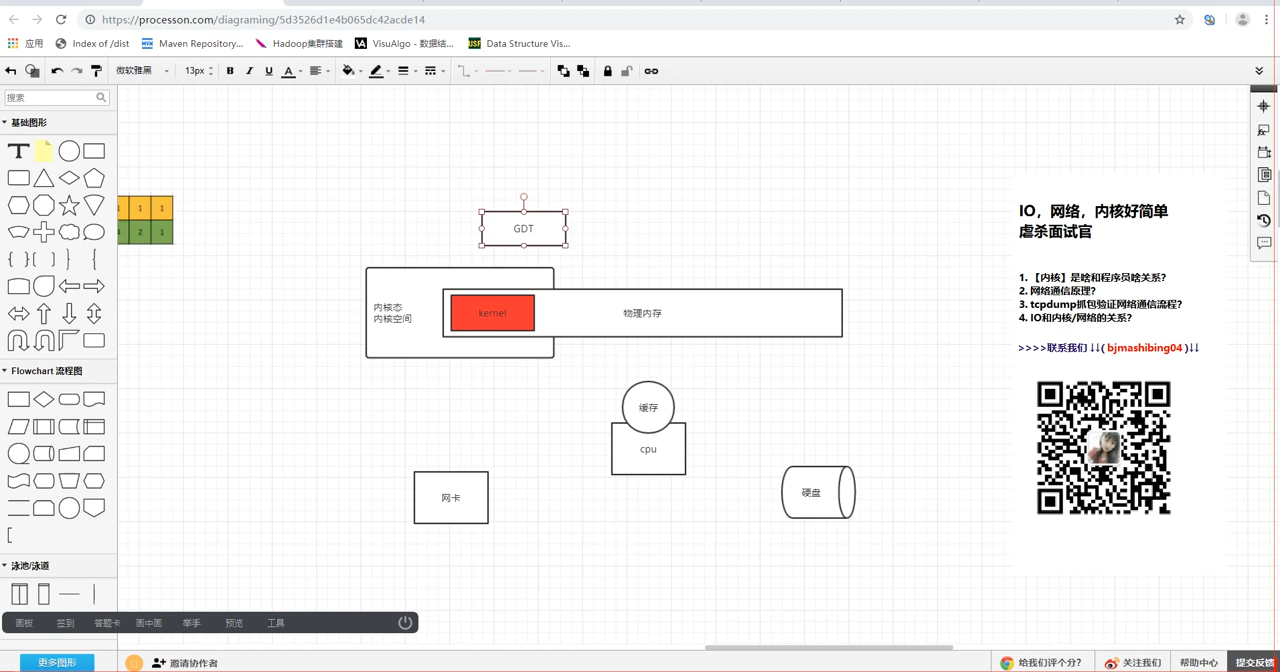 https://processon.com/diagraming/5d3526d1e4b065dc42acde14
应用 Index of /dist Maven Repository... Hadoop集群搭建 VisuAlgo - 数据结... Data Structure Vis...
微软雅黑 13px B I U A
搜索
基础图形
T
1 1
2 1
GDT
内核态
内核空间
kernel
物理内存
缓存
cpu
网卡
硬盘
IO，网络，内核好简单
虐杀面试官
1. 【内核】是啥和程序员啥关系?
2. 网络通信原理?
3. tcpdump抓包验证网络通信流程?
4. IO和内核/网络的关系?
>>>>联系我们 ↓↓( bjmashibing04 )↓↓
Flowchart 流程图
泳池/泳道
画板 签到 答题卡 画中画 举手 预览 工具
更多图形 邀请协作者 给我们评个分? 关注我们 帮助中心 提交反馈